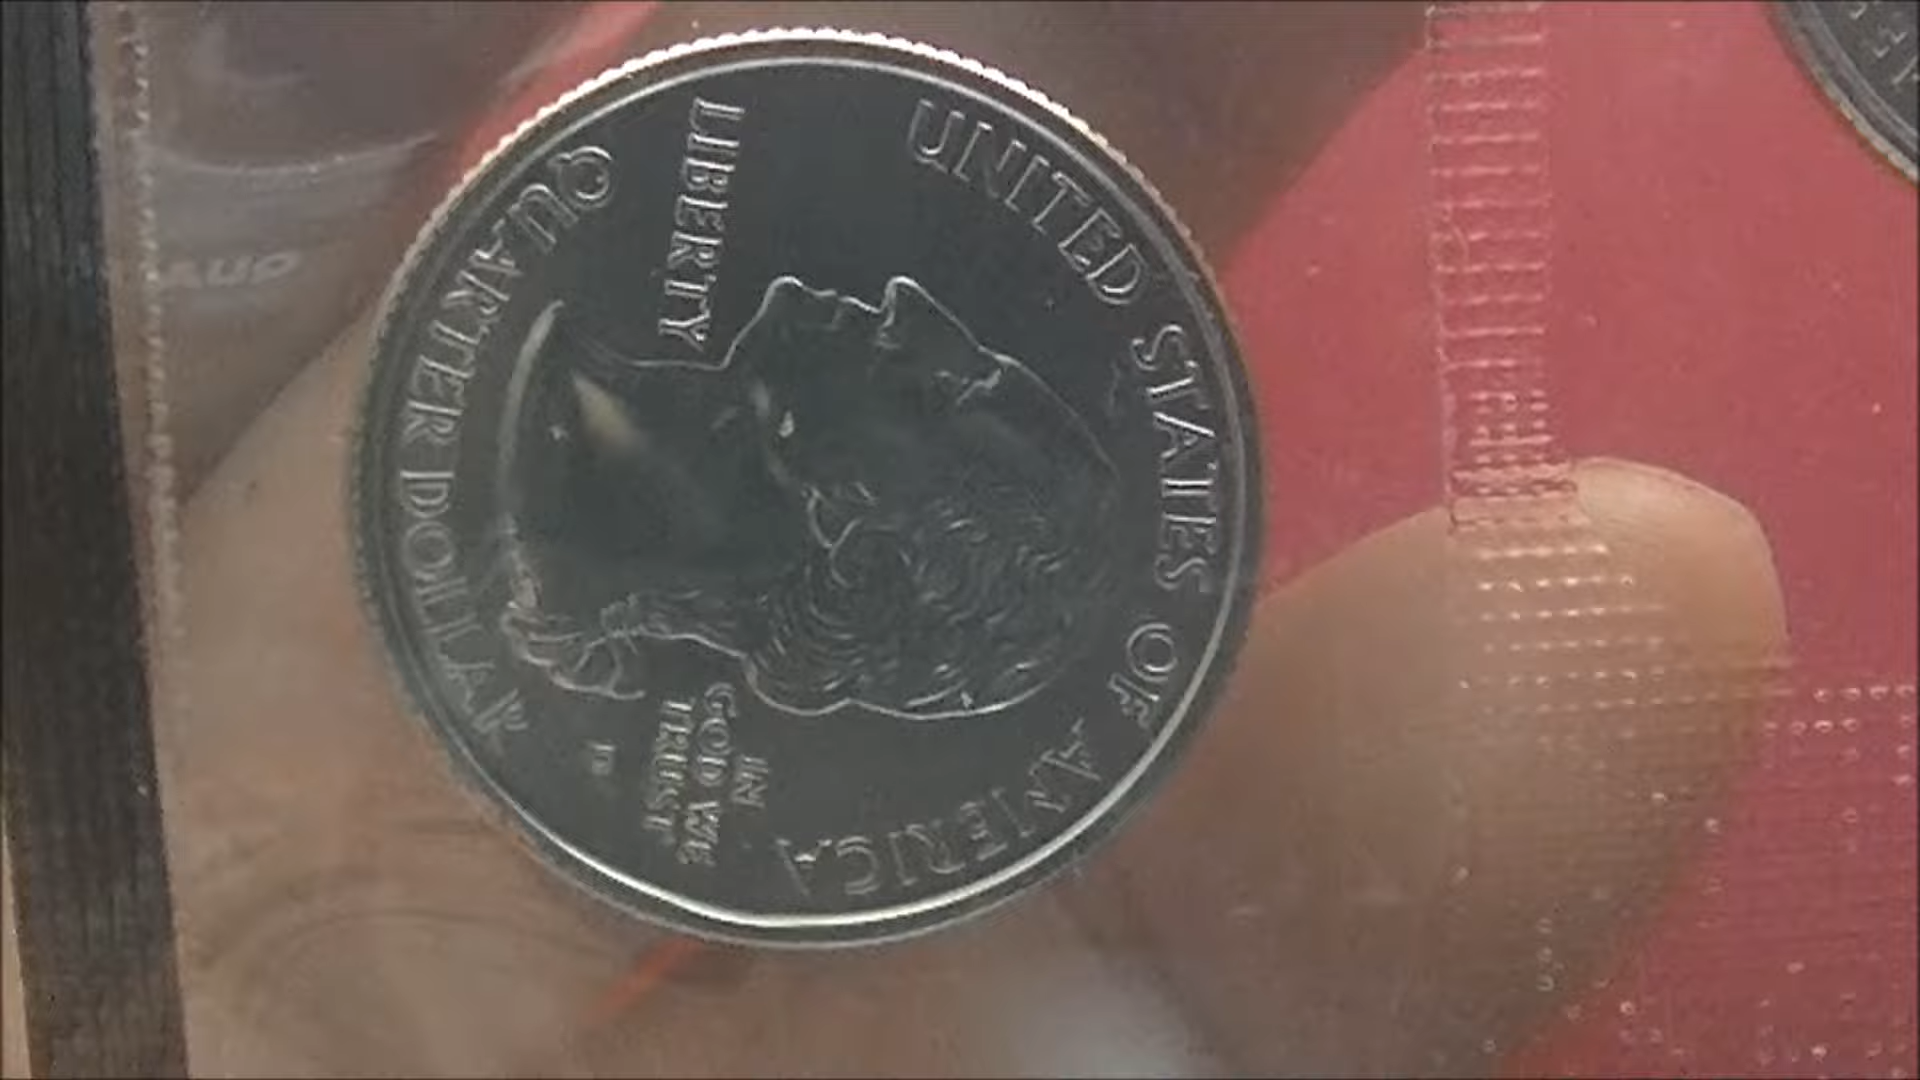 UNITED STATES OF AMERICA
LIBERTY
IN
GOD WE
TRUST
P
QUARTER DOLLAR